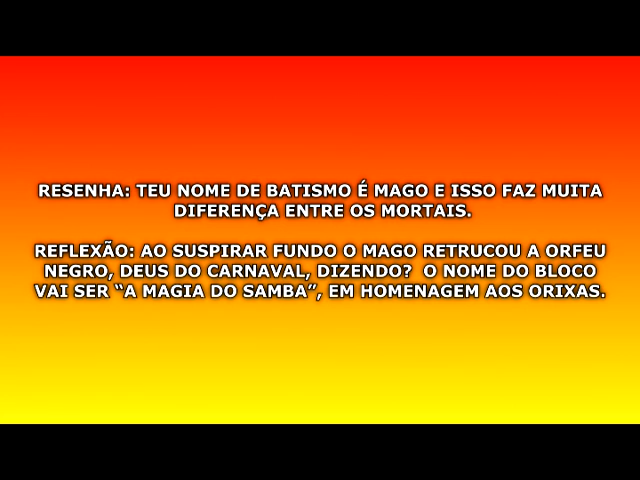 RESENHA: TEU NOME DE BATISMO É MAGO E ISSO FAZ MUITA
DIFERENÇA ENTRE OS MORTAIS.
REFLEXÃO: AO SUSPIRAR FUNDO O MAGO RETRUCOU A ORFEU
NEGRO, DEUS DO CARNAVAL, DIZENDO?  O NOME DO BLOCO
VAI SER “A MAGIA DO SAMBA”, EM HOMENAGEM AOS ORIXAS.